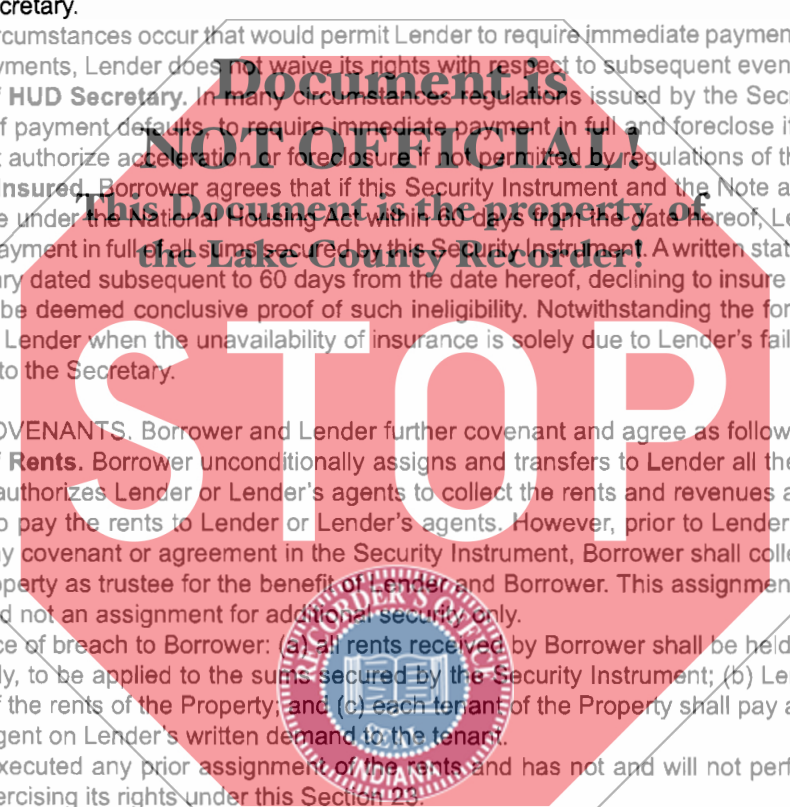 cretary.
rcumstances occur that would permit Lender to require immediate paymen
yments, Lender does not waive its rights with respect to subsequent even
Document is
f HUD Secretary. In many circumstances regulations issued by the Sec
f payment defaults, to require immediate payment in full and foreclose i
NOT OFFICIAL!
t authorize acceleration or foreclosure if not permitted by regulations of th
Insured. Borrower agrees that if this Security Instrument and the Note a
This Document is the property of
e under the National Housing Act within 60 days from the date hereof, Le
ayment in full of all sums secured by this Security Instrument. A written stat
the Lake County Recorder!
ary dated subsequent to 60 days from the date hereof, declining to insure
be deemed conclusive proof of such ineligibility. Notwithstanding the for
Lender when the unavailability of insurance is solely due to Lender's fail
to the Secretary.
STOP
OVENANTS. Borrower and Lender further covenant and agree as follow
f Rents. Borrower unconditionally assigns and transfers to Lender all the
authorizes Lender or Lender's agents to collect the rents and revenues a
o pay the rents to Lender or Lender's agents. However, prior to Lender
ny covenant or agreement in the Security Instrument, Borrower shall colle
operty as trustee for the benefit of Lender and Borrower. This assignmen
d not an assignment for additional security only.
ce of breach to Borrower: (a) all rents received by Borrower shall be held
ly, to be applied to the sums secured by the Security Instrument; (b) Le
f the rents of the Property; and (c) each tenant of the Property shall pay a
gent on Lender's written demand to the tenant.
RECORDER'S OFFICE
SEAL
INDIANA
xecuted any prior assignment of the rents and has not and will not perf
ercising its rights under this Section 23.